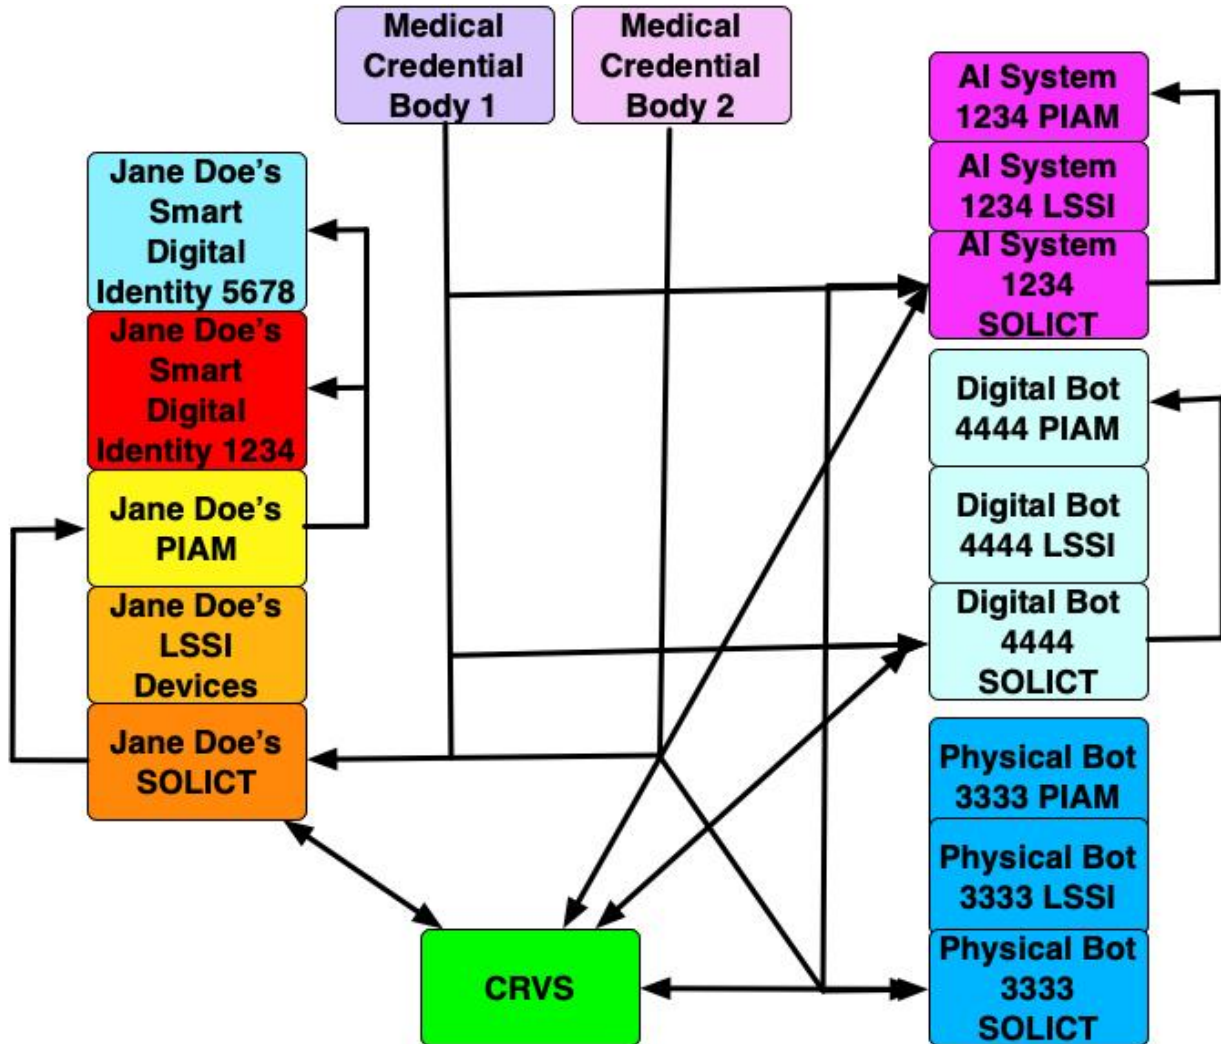 Medical
Credential
Body 1
Medical
Credential
Body 2
Jane Doe's
Smart
Digital
Identity 5678
Jane Doe's
Smart
Digital
Identity 1234
Jane Doe's
PIAM
Jane Doe's
LSSI
Devices
Jane Doe's
SOLICT
CRVS
AI System
1234 PIAM
AI System
1234 LSSI
AI System
1234
SOLICT
Digital Bot
4444 PIAM
Digital Bot
4444 LSSI
Digital Bot
4444
SOLICT
Physical Bot
3333 PIAM
Physical Bot
3333 LSSI
Physical Bot
3333
SOLICT